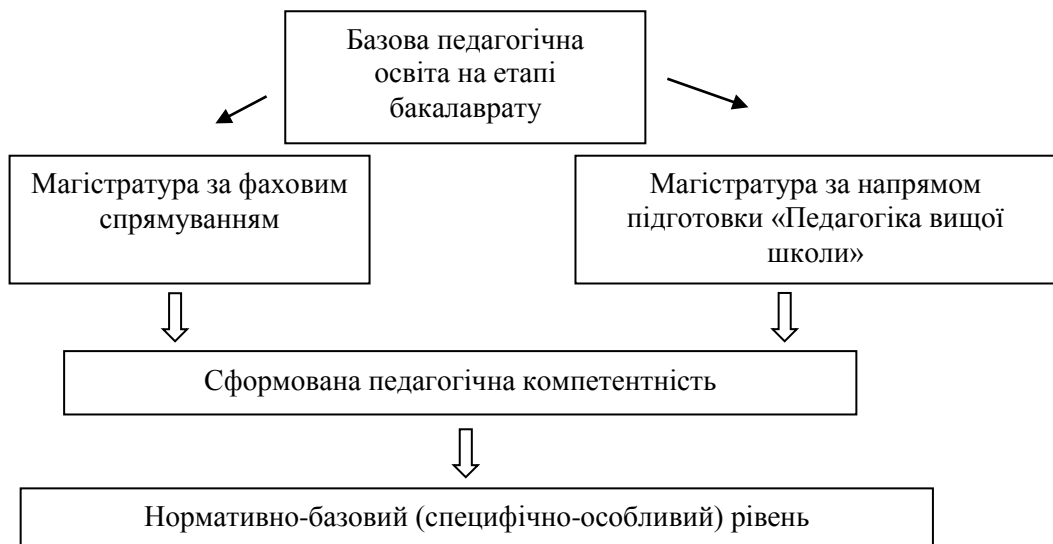 Базова педагогічна
освіта на етапі
бакалаврату
Магістратура за фаховим
спрямуванням
Магістратура за напрямом
підготовки «Педагогіка вищої
школи»
Сформована педагогічна компетентність
Нормативно-базовий (специфічно-особливий) рівень